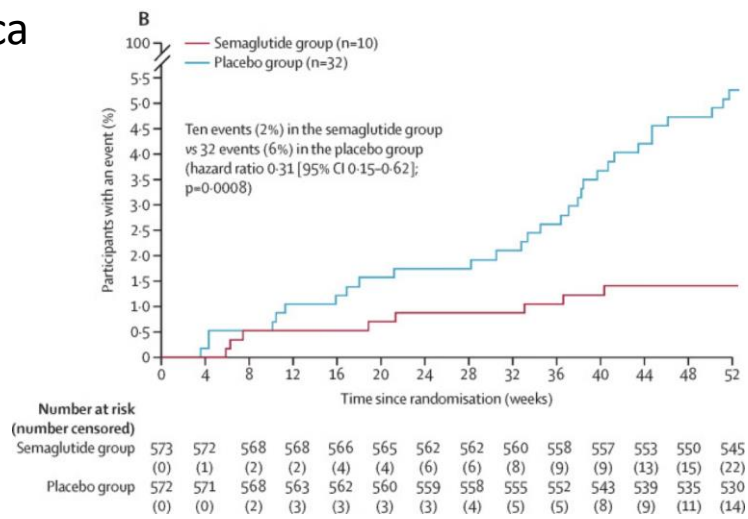 ca
B
100
Semaglutide group (n=10)
Placebo group (n=32)
5·5
5·0
4·5
4·0
3·5
3·0
2·5
2·0
1·5
1·0
0·5
0
Participants with an event (%)
Ten events (2%) in the semaglutide group
vs 32 events (6%) in the placebo group
(hazard ratio 0·31 [95% CI 0·15–0·62];
p=0·0008)
0 4 8 12 16 20 24 28 32 36 40 44 48 52
Time since randomisation (weeks)
Number at risk
(number censored)
Semaglutide group 573 572 568 568 566 565 562 562 560 558 557 553 550 545
(0) (1) (2) (2) (4) (4) (6) (6) (8) (9) (9) (13) (15) (22)
Placebo group 572 571 568 563 562 560 559 558 555 552 543 539 535 530
(0) (0) (2) (3) (3) (3) (3) (4) (5) (5) (8) (9) (11) (14)